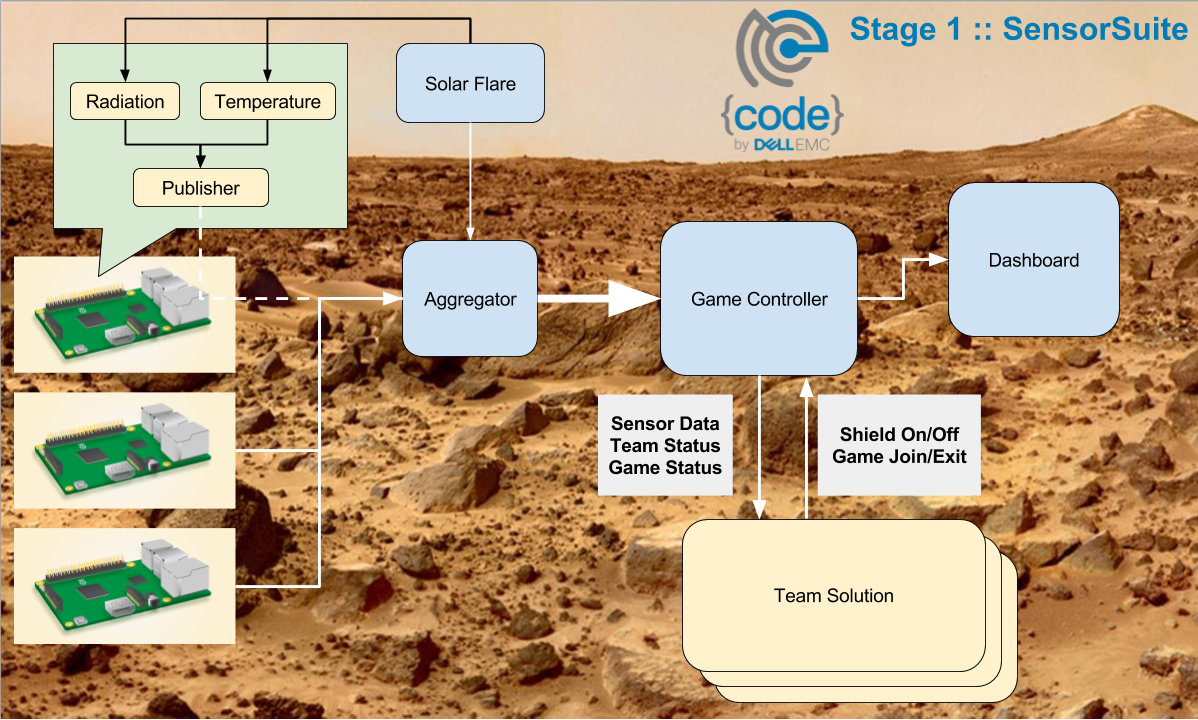 Stage 1 :: SensorSuite
{code}
by DELLEMC
Solar Flare
Radiation
Temperature
Publisher
Aggregator
Game Controller
Dashboard
Sensor Data
Team Status
Game Status
Shield On/Off
Game Join/Exit
Team Solution